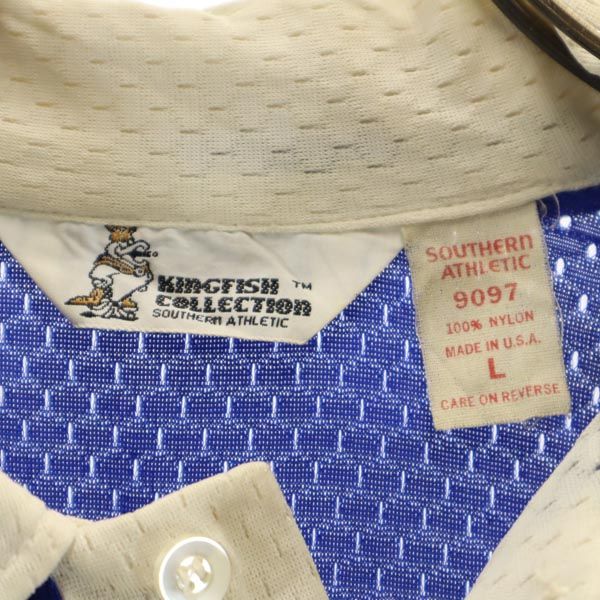 KINGFISH ™
COLLECTION
SOUTHERN ATHLETIC
SOUTHERN
ATHLETIC
9097
100% NYLON
MADE IN U.S.A.
L
CARE ON REVERSE